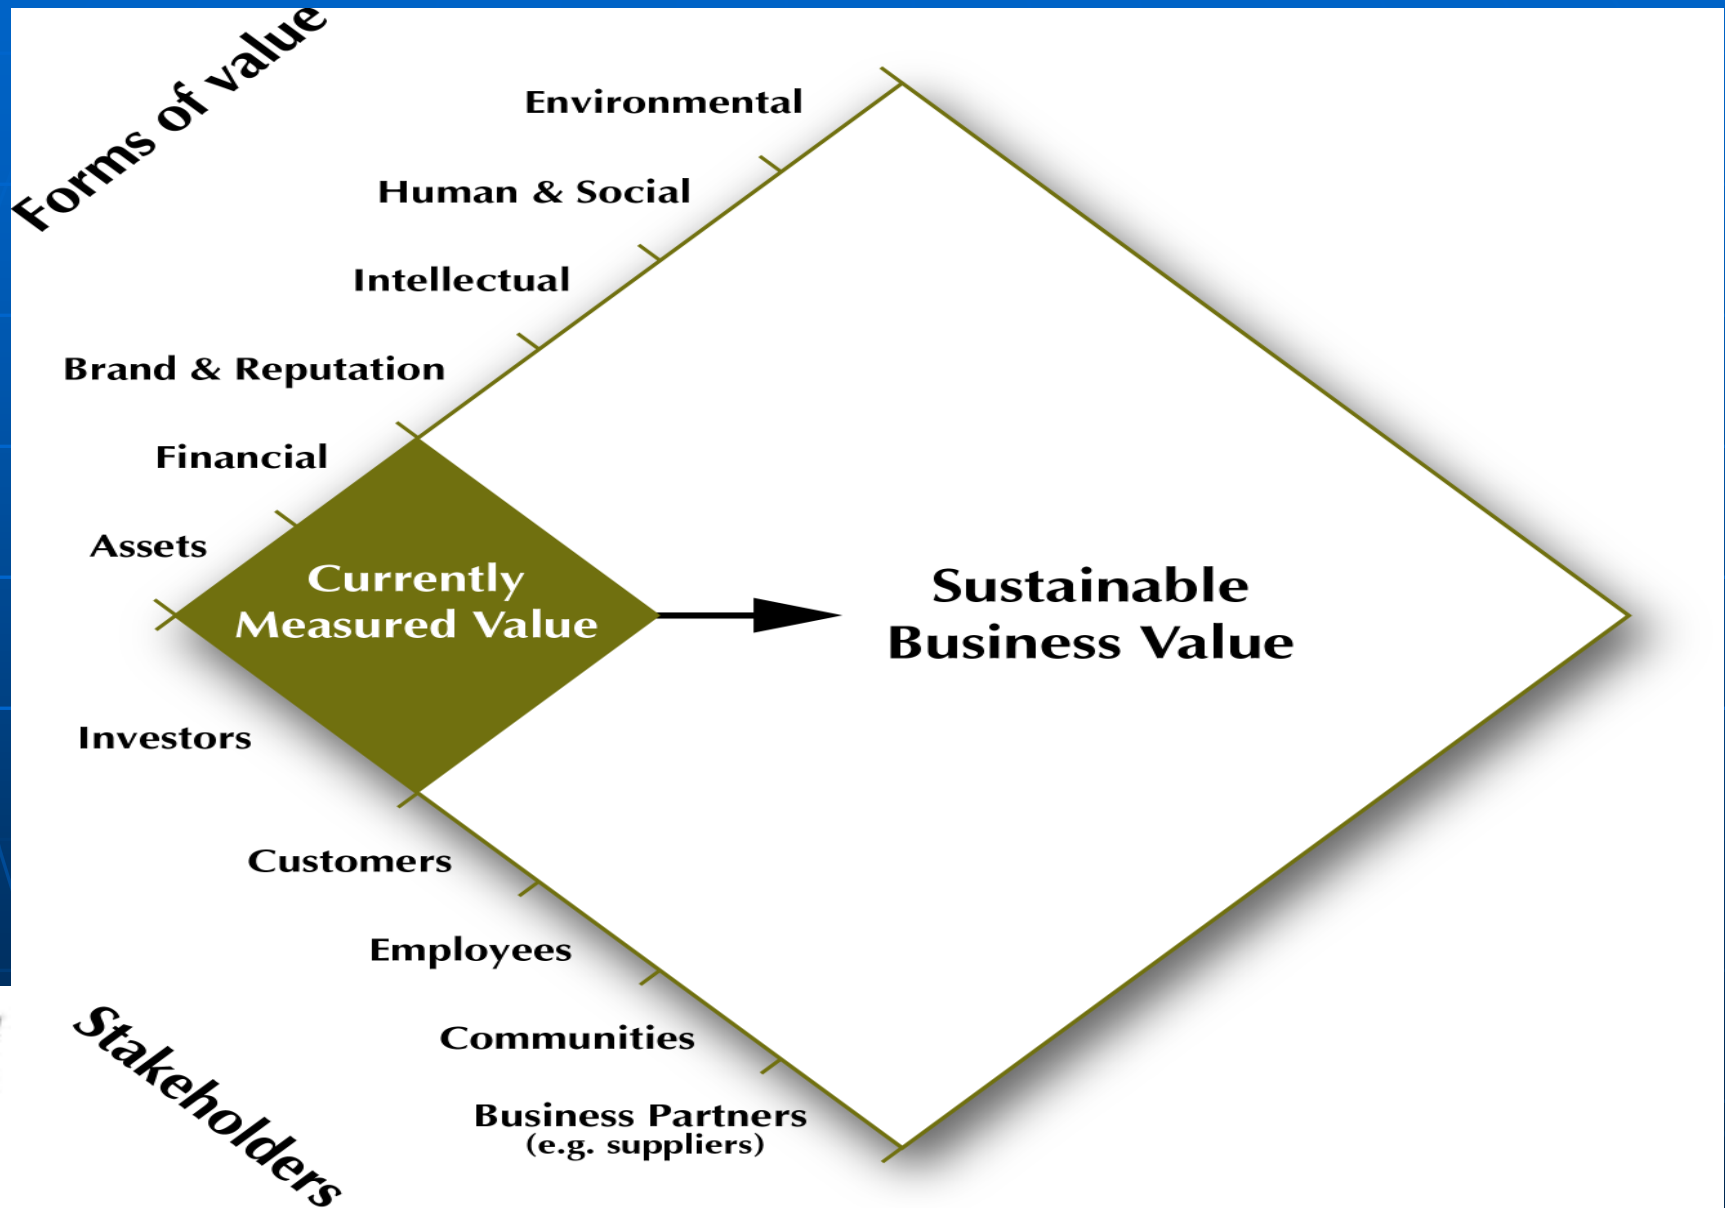 Forms of value
Environmental
Human & Social
Intellectual
Brand & Reputation
Financial
Assets
Currently
Measured Value
Sustainable
Business Value
Investors
Customers
Employees
Communities
Business Partners
(e.g. suppliers)
Stakeholders